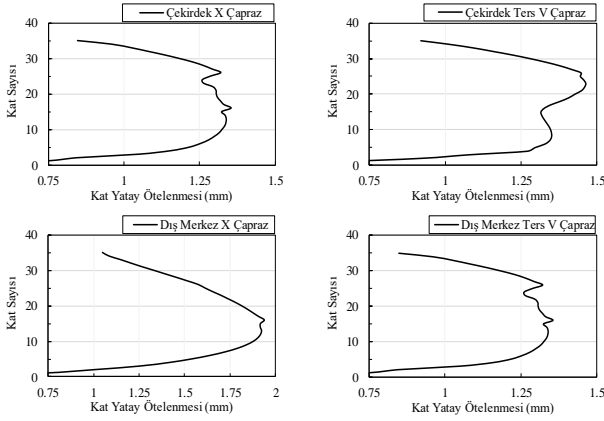 Çekirdek X Çapraz
40
30
20
10
0
Kat Sayısı
0.75 1 1.25 1.5
Kat Yatay Ötelenmesi (mm)
Çekirdek Ters V Çapraz
40
30
20
10
0
Kat Sayısı
0.75 1 1.25 1.5
Kat Yatay Ötelenmesi (mm)
Dış Merkez X Çapraz
40
30
20
10
0
Kat Sayısı
0.75 1 1.25 1.5 1.75 2
Kat Yatay Ötelenmesi (mm)
Dış Merkez Ters V Çapraz
40
30
20
10
0
Kat Sayısı
0.75 1 1.25 1.5
Kat Yatay Ötelenmesi (mm)